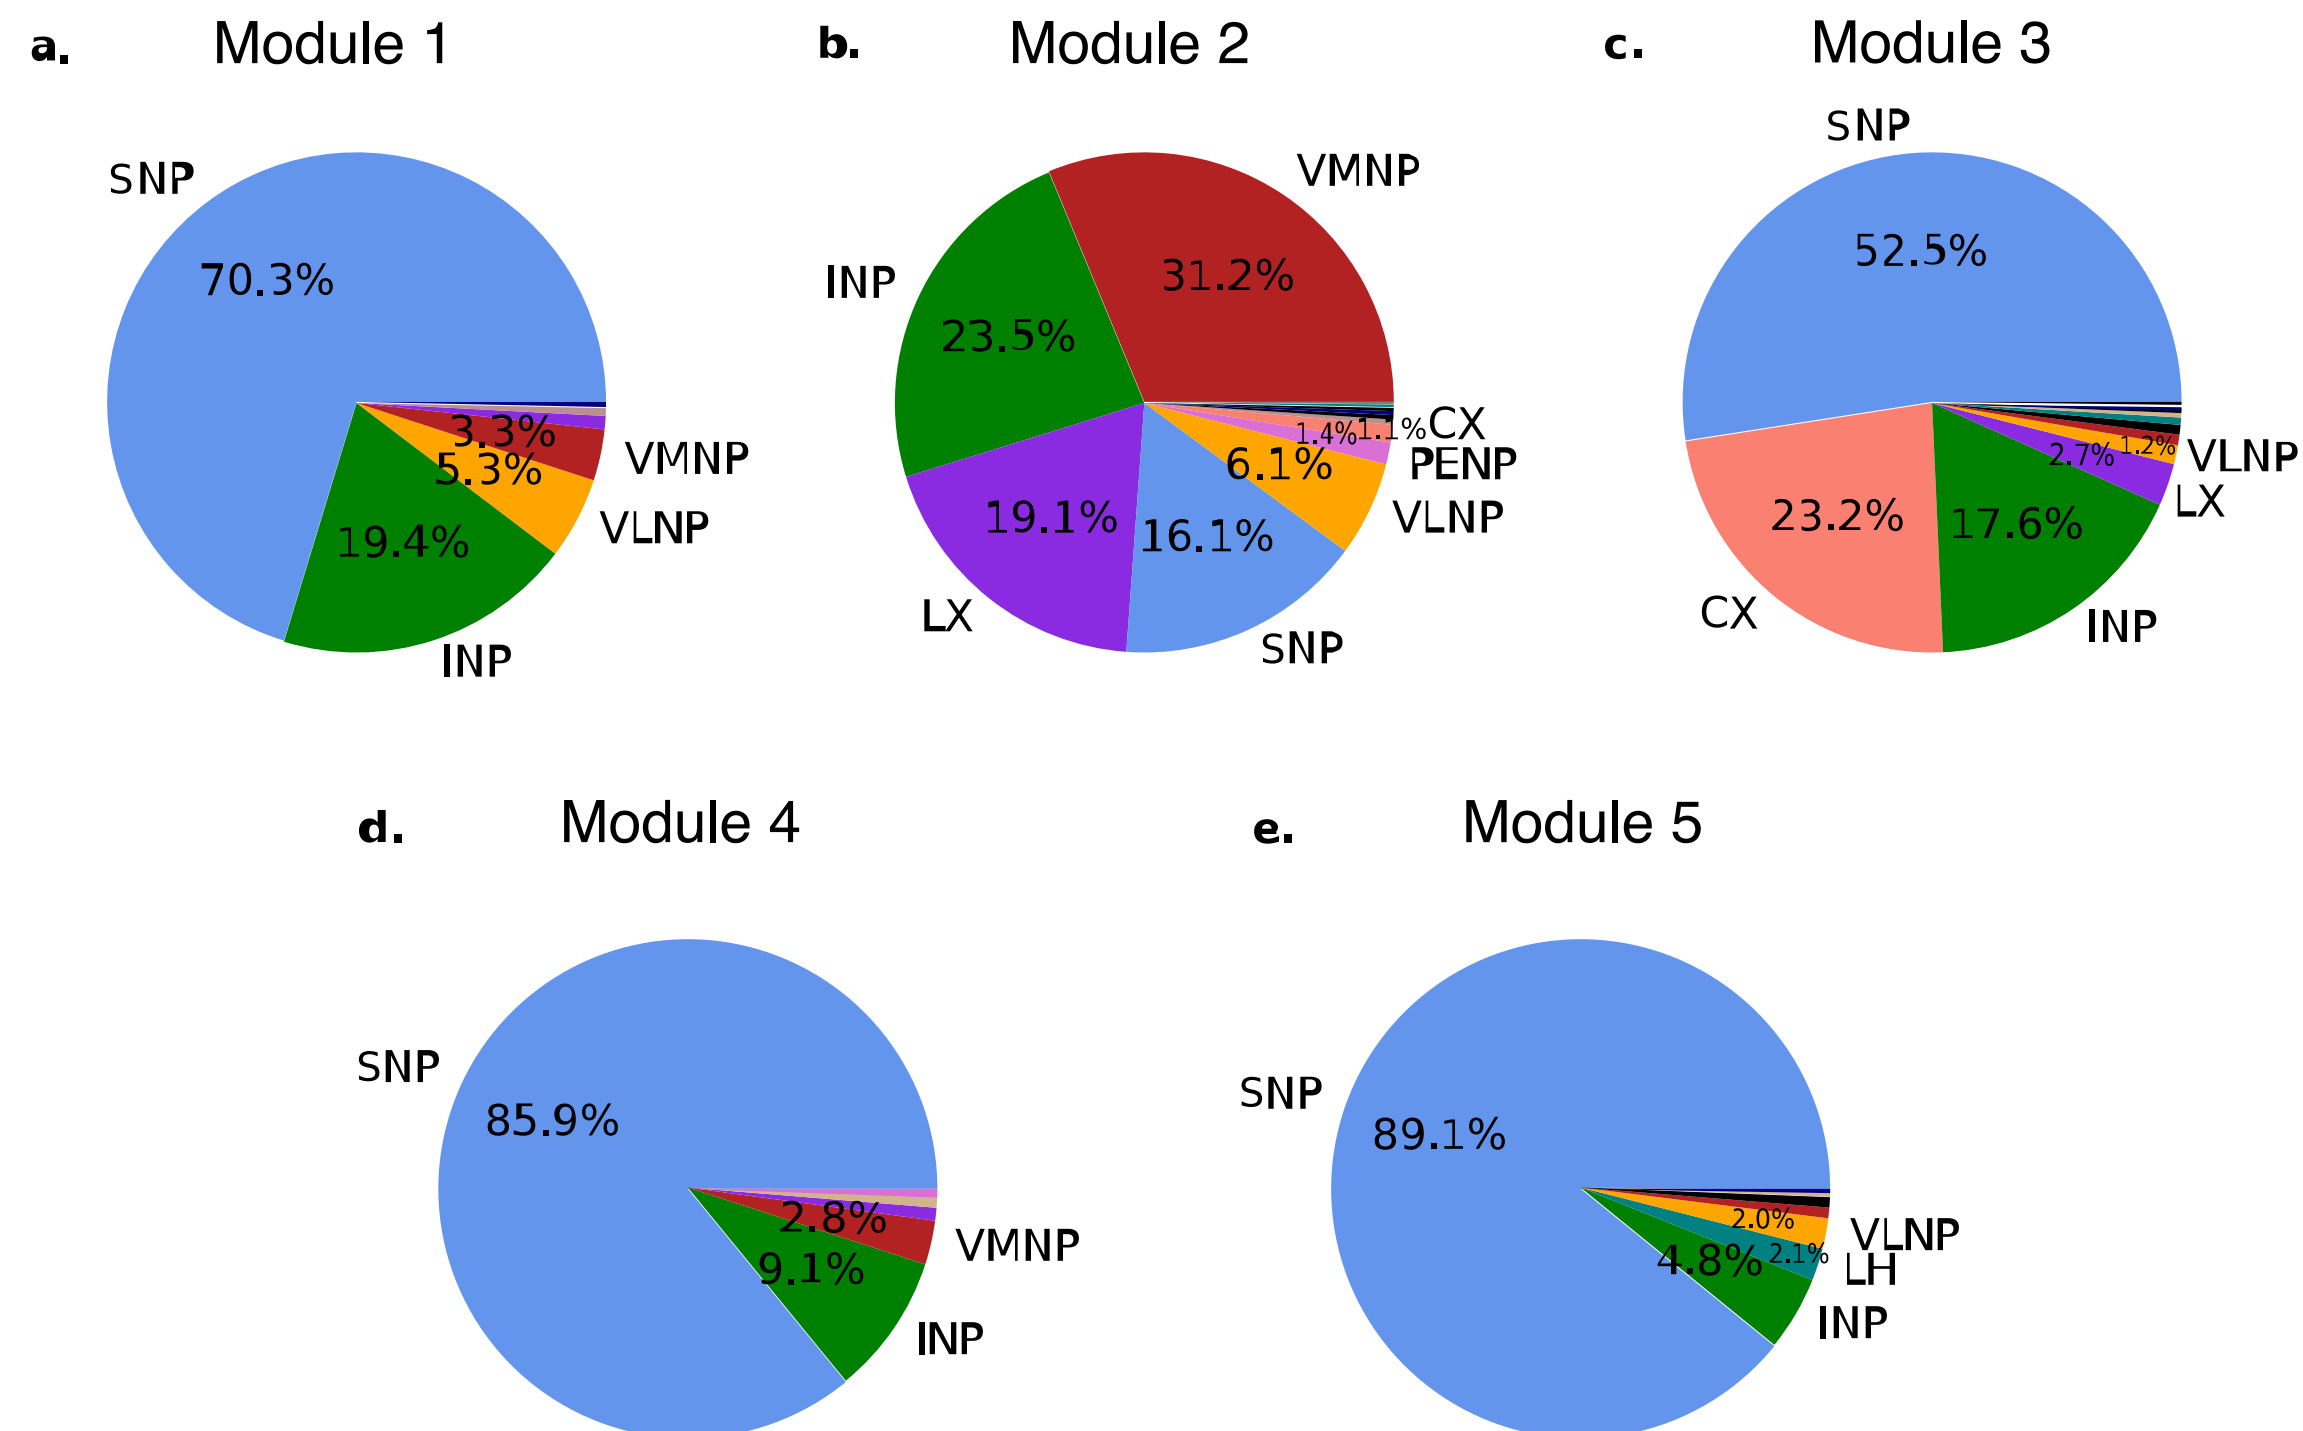 a. Module 1
SNP
70.3%
3.3%
VMNP
5.3%
VLNP
19.4%
INP
b. Module 2
VMNP
31.2%
INP
23.5%
LX
19.1%
SNP
16.1%
6.1%
VLNP
1.4%
PENP
1.1%
CX
c. Module 3
SNP
52.5%
CX
23.2%
INP
17.6%
2.7%
LX
1.2%
VLNP
d. Module 4
SNP
85.9%
2.8%
VMNP
9.1%
INP
e. Module 5
SNP
89.1%
2.0%
VLNP
2.1%
LH
4.8%
INP